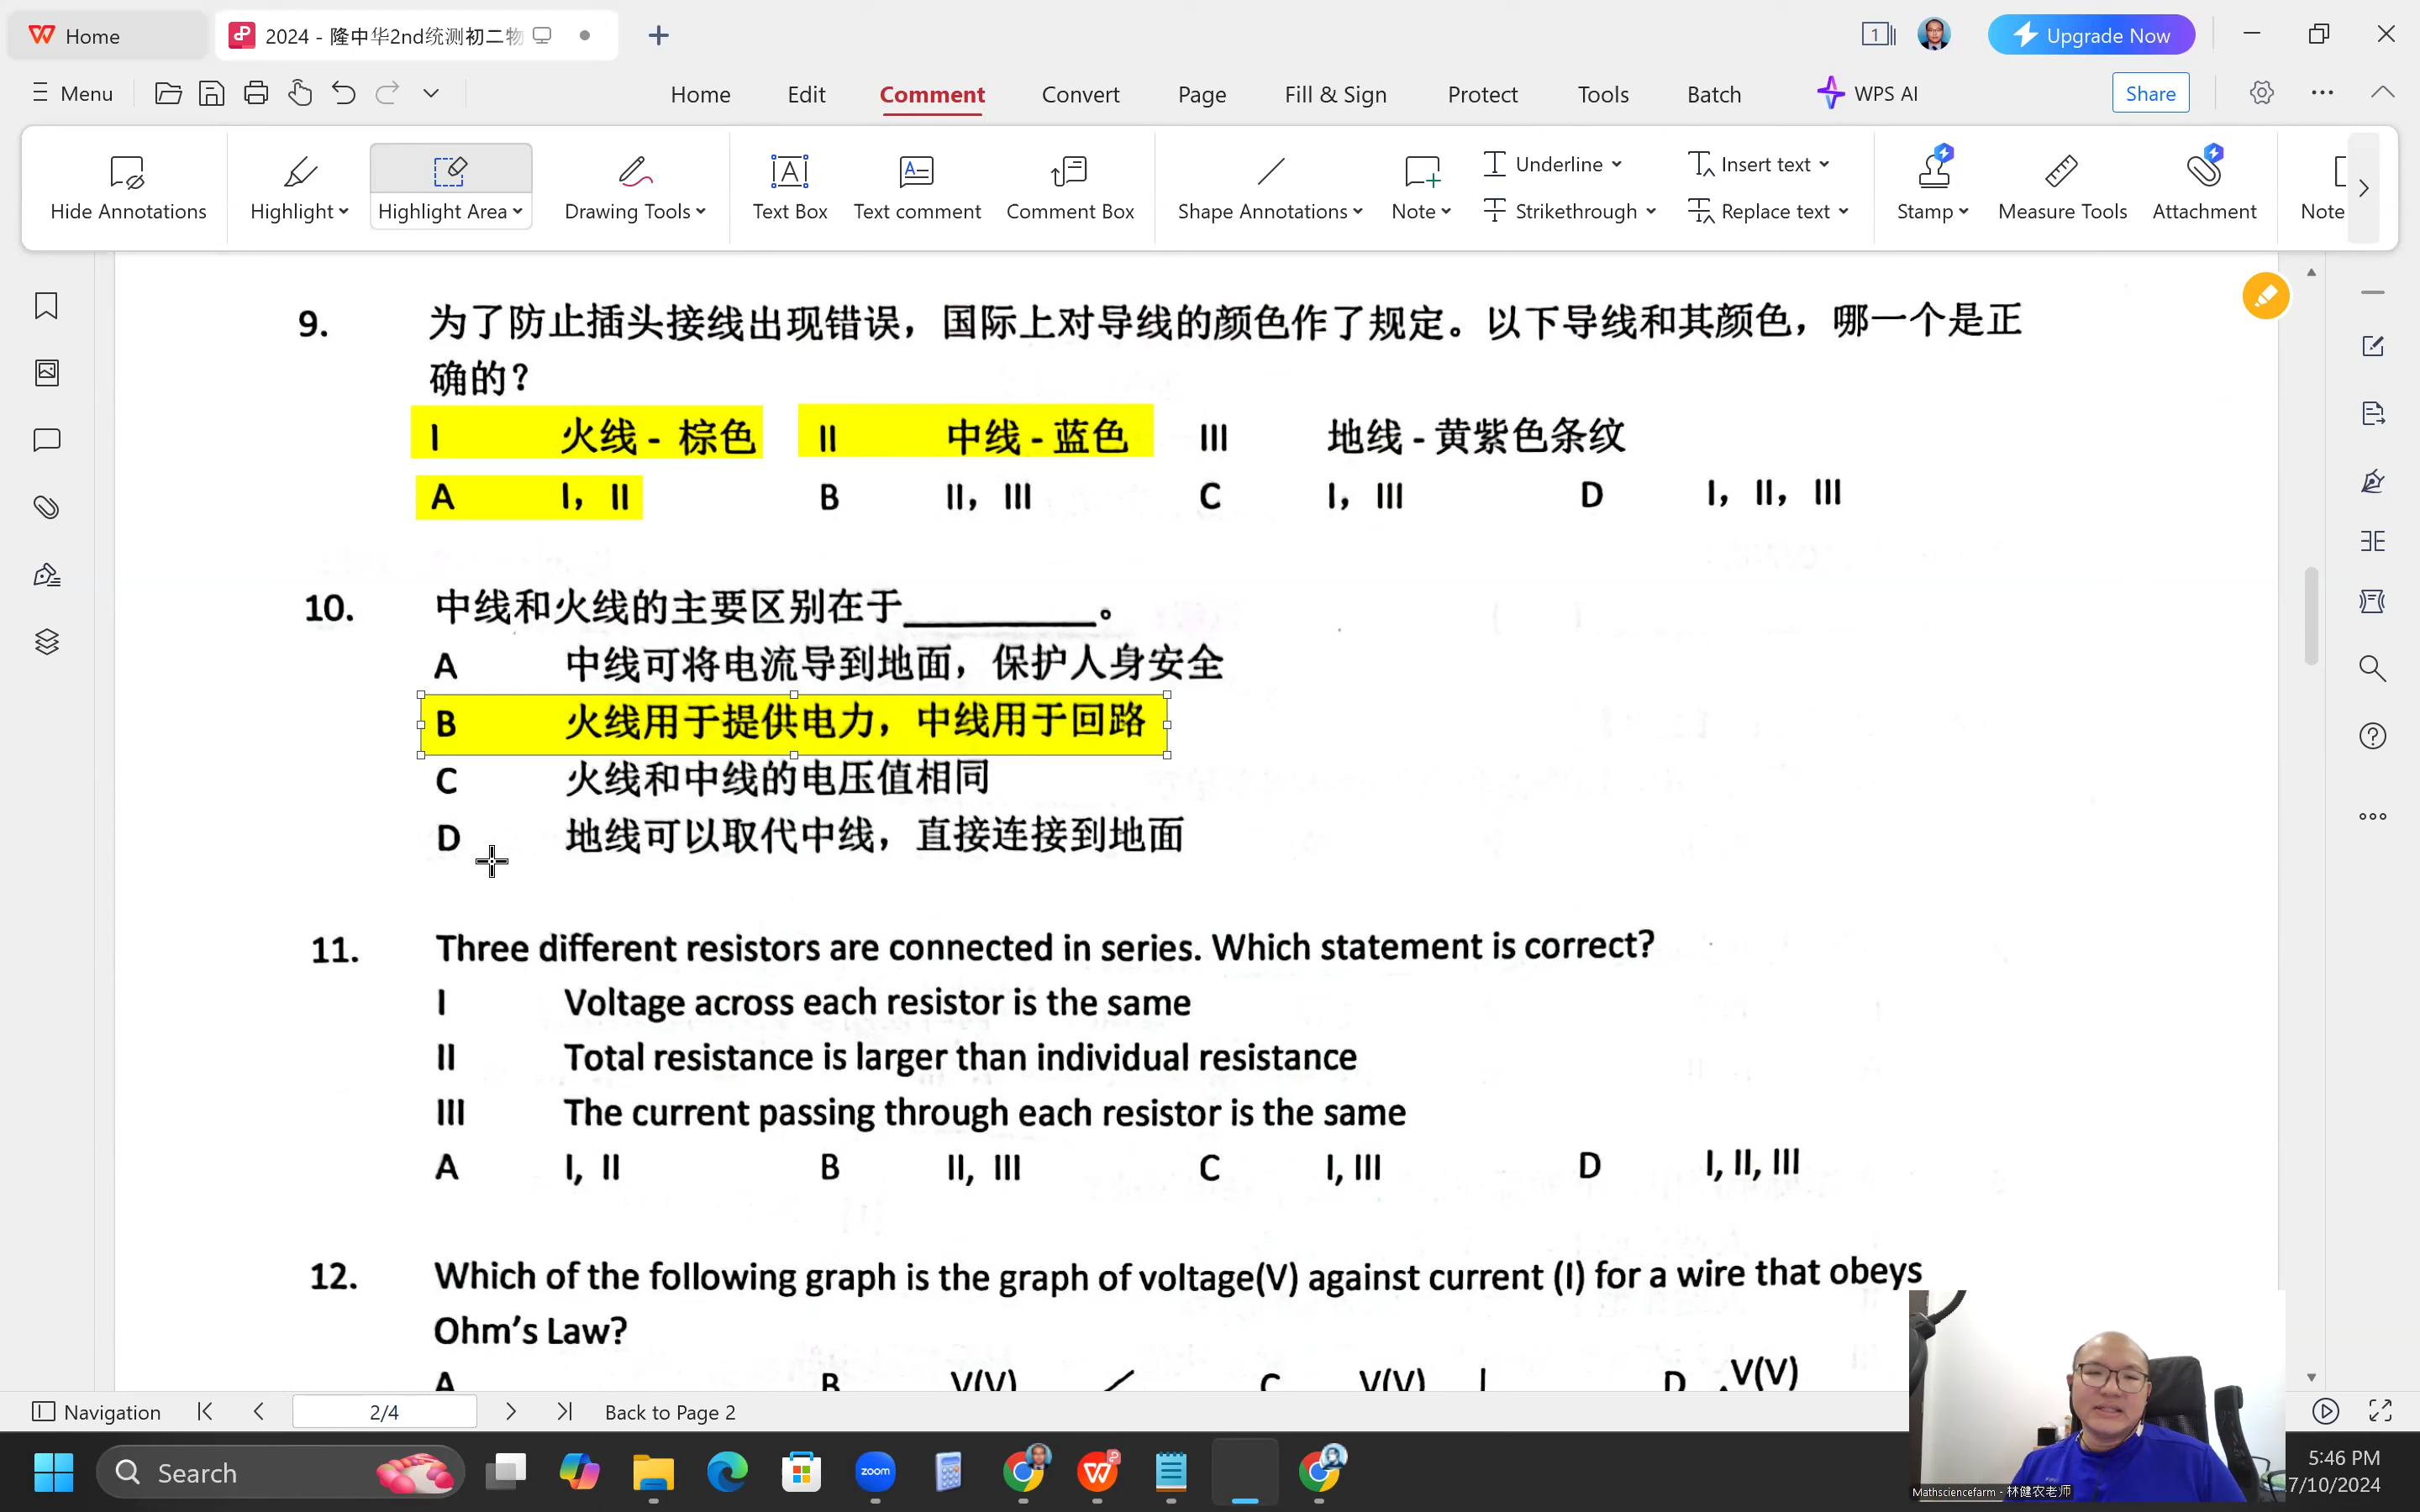 Home
2024 - 隆中华2nd统测初二物
Upgrade Now
Menu
Home Edit Comment Convert Page Fill & Sign Protect Tools Batch WPS AI
Share
Hide Annotations Highlight Highlight Area Drawing Tools Text Box Text comment Comment Box Shape Annotations Note Underline Strikethrough Insert text Replace text Stamp Measure Tools Attachment Note
9. 为了防止插头接线出现错误，国际上对导线的颜色作了规定。以下导线和其颜色，哪一个是正
确的？
I 火线 - 棕色 II 中线 - 蓝色 III 地线 - 黄紫色条纹
A I，II B II，III C I，III D I，II，III
10. 中线和火线的主要区别在于__________。
A 中线可将电流导到地面，保护人身安全
B 火线用于提供电力，中线用于回路
C 火线和中线的电压值相同
D 地线可以取代中线，直接连接到地面
11. Three different resistors are connected in series. Which statement is correct?
I Voltage across each resistor is the same
II Total resistance is larger than individual resistance
III The current passing through each resistor is the same
A I, II B II, III C I, III D I, II, III
12. Which of the following graph is the graph of voltage(V) against current (I) for a wire that obeys
Ohm's Law?
A B V(V) C V(V) D V(V)
Navigation 2/4 Back to Page 2
Mathsciencefarm - 林健农老师
Search
zoom
5:46 PM
7/10/2024